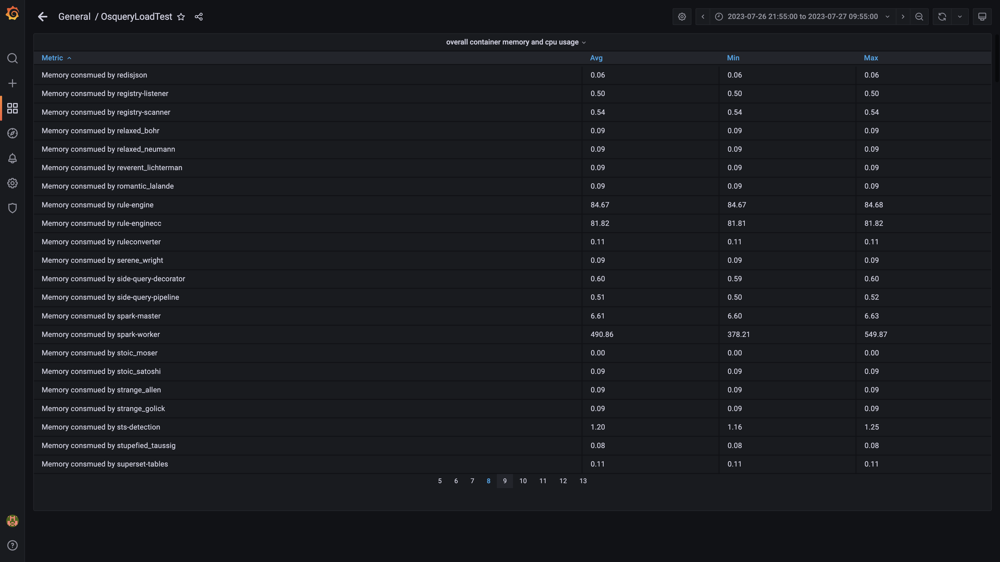 General / OsqueryLoadTest
2023-07-26 21:55:00 to 2023-07-27 09:55:00
overall container memory and cpu usage
Metric Avg Min Max
Memory consmued by redisjson 0.06 0.06 0.06
Memory consmued by registry-listener 0.50 0.50 0.50
Memory consmued by registry-scanner 0.54 0.54 0.54
Memory consmued by relaxed_bohr 0.09 0.09 0.09
Memory consmued by relaxed_neumann 0.09 0.09 0.09
Memory consmued by reverent_lichterman 0.09 0.09 0.09
Memory consmued by romantic_lalande 0.09 0.09 0.09
Memory consmued by rule-engine 84.67 84.67 84.68
Memory consmued by rule-enginecc 81.82 81.81 81.82
Memory consmued by ruleconverter 0.11 0.11 0.11
Memory consmued by serene_wright 0.09 0.09 0.09
Memory consmued by side-query-decorator 0.60 0.59 0.60
Memory consmued by side-query-pipeline 0.51 0.50 0.52
Memory consmued by spark-master 6.61 6.60 6.63
Memory consmued by spark-worker 490.86 378.21 549.87
Memory consmued by stoic_moser 0.00 0.00 0.00
Memory consmued by stoic_satoshi 0.09 0.09 0.09
Memory consmued by strange_allen 0.09 0.09 0.09
Memory consmued by strange_golick 0.09 0.09 0.09
Memory consmued by sts-detection 1.20 1.16 1.25
Memory consmued by stupefied_taussig 0.08 0.08 0.08
Memory consmued by superset-tables 0.11 0.11 0.11
5 6 7 8 9 10 11 12 13